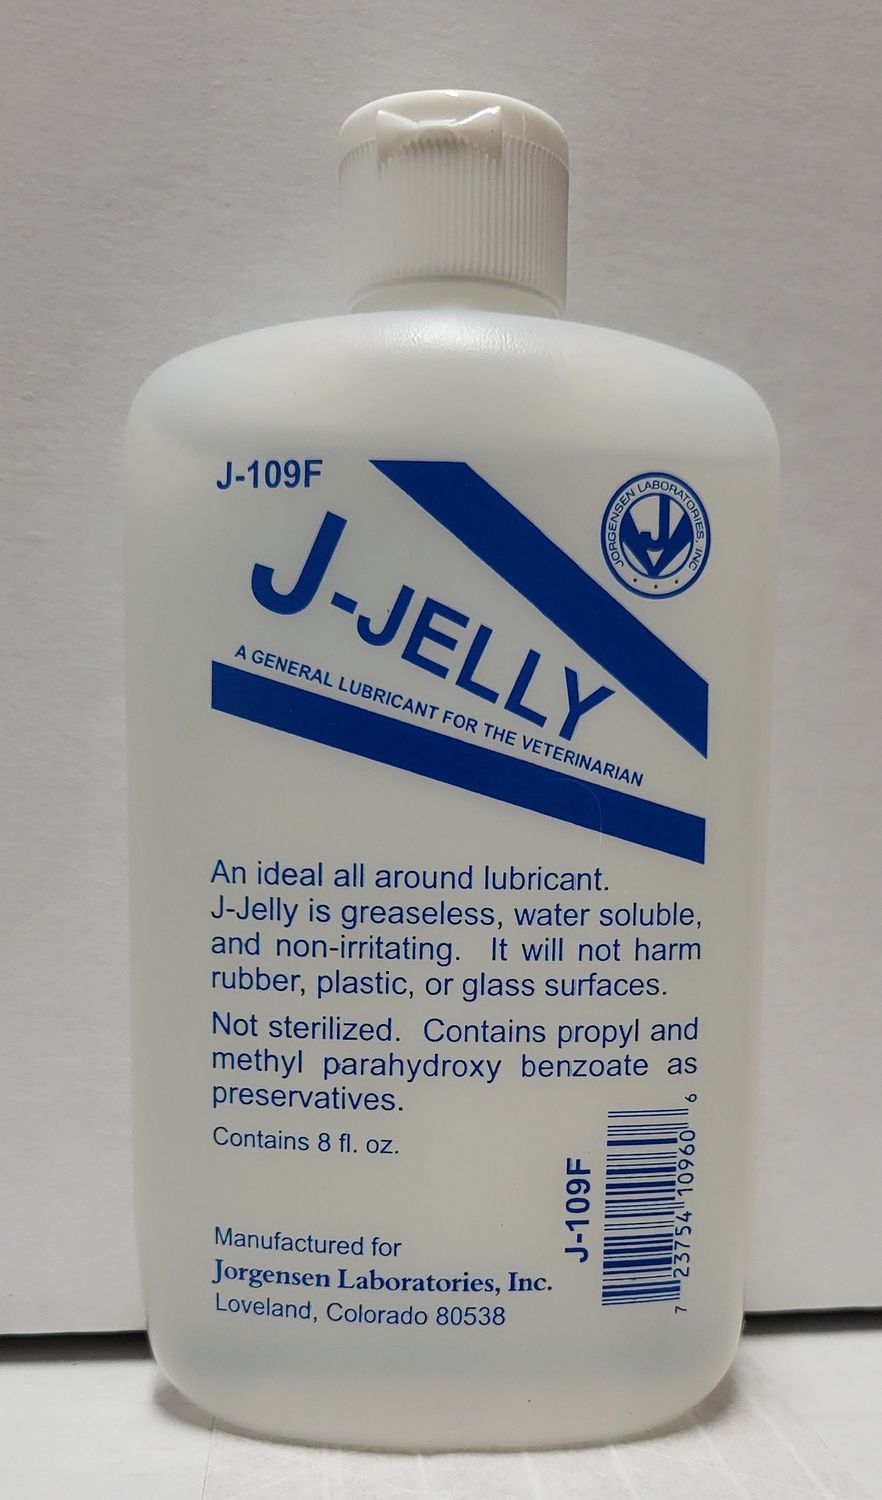 J-109F
JORGENSEN LABORATORIES, INC
J
J-JELLY
A GENERAL LUBRICANT FOR THE VETERINARIAN
An ideal all around lubricant.
J-Jelly is greaseless, water soluble,
and non-irritating. It will not harm
rubber, plastic, or glass surfaces.
Not sterilized. Contains propyl and
methyl parahydroxy benzoate as
preservatives.
Contains 8 fl. oz.
J-109F
7 23754 10960 6
Manufactured for
Jorgensen Laboratories, Inc.
Loveland, Colorado 80538